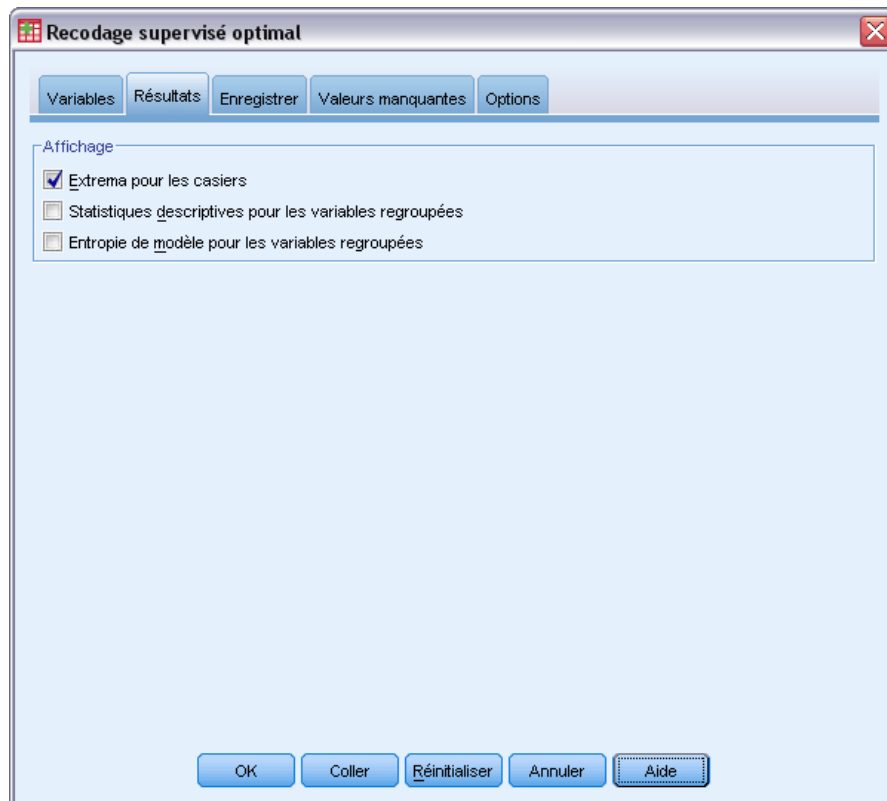 Recodage supervisé optimal
Variables Résultats Enregistrer Valeurs manquantes Options
Affichage
Extrema pour les casiers
Statistiques descriptives pour les variables regroupées
Entropie de modèle pour les variables regroupées
OK Coller Réinitialiser Annuler Aide